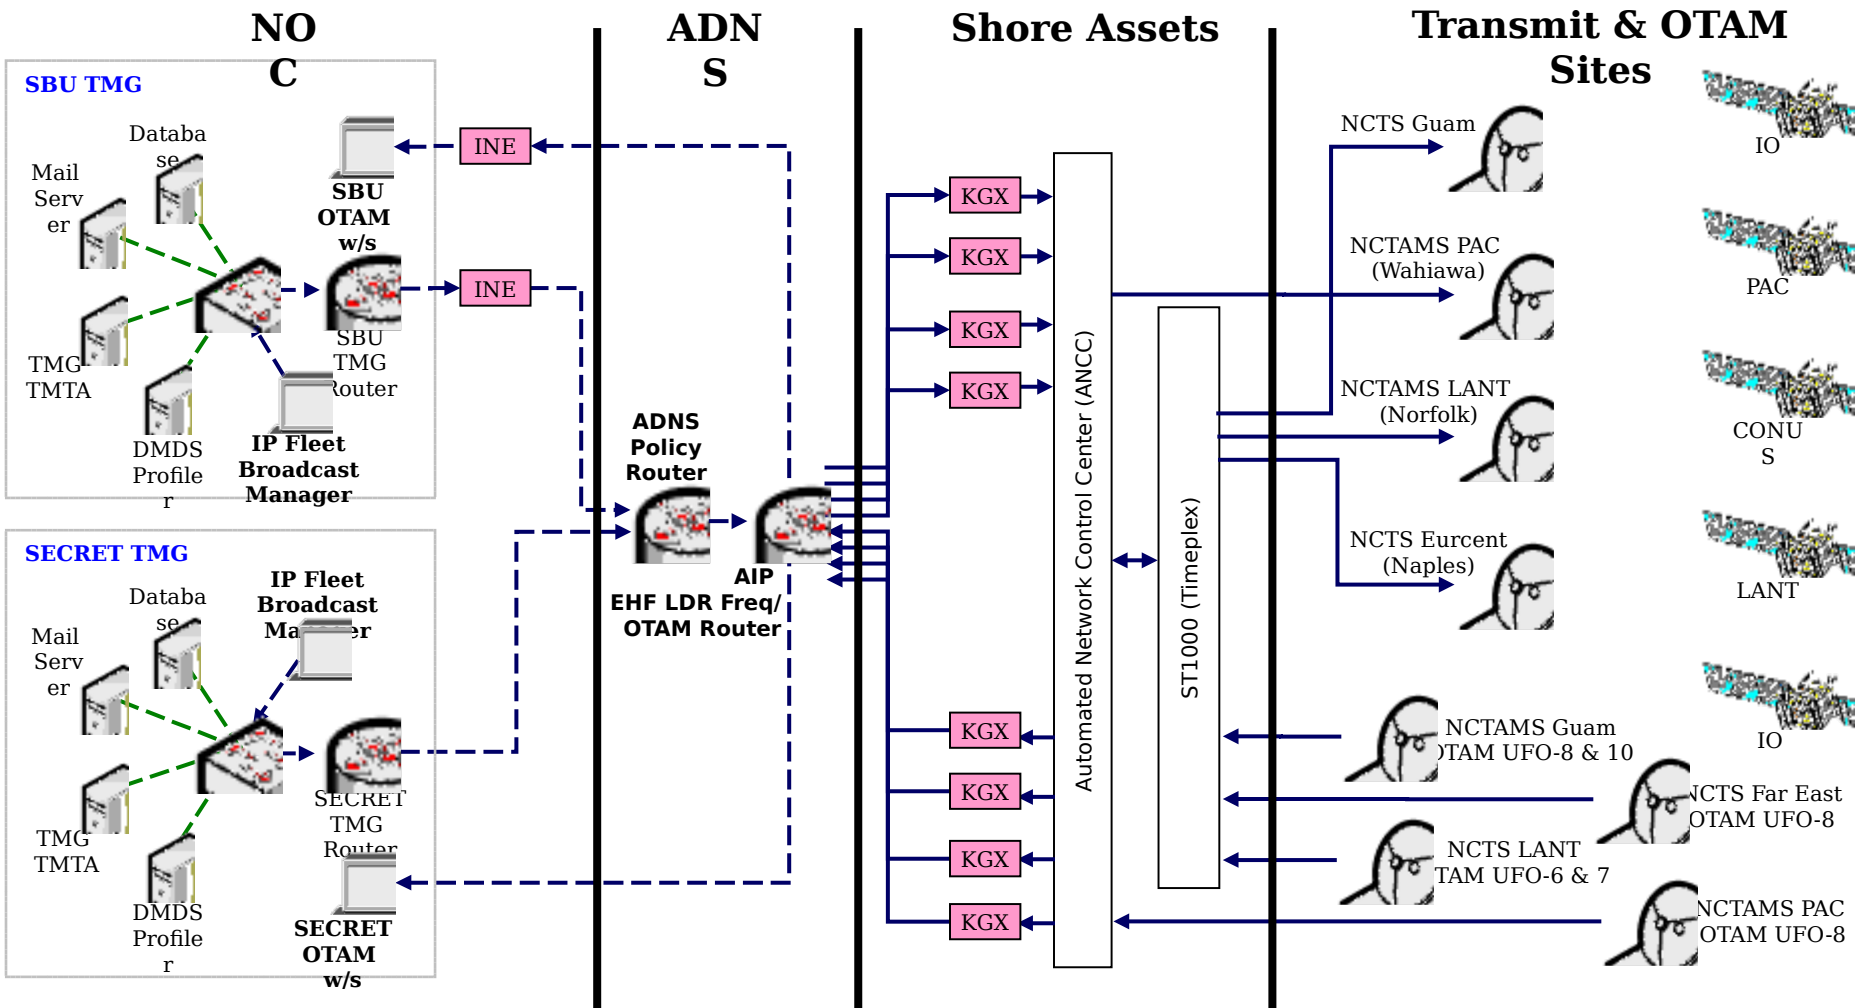 NO
C
ADN
S
Shore Assets
Transmit & OTAM
Sites
SBU TMG
Databa
se
Mail
Serv
er
TMG
TMTA
DMDS
Profile
r
SBU
OTAM
w/s
SBU
TMG
Router
IP Fleet
Broadcast
Manager
INE
INE
SECRET TMG
IP Fleet
Broadcast
Manager
Databa
se
Mail
Serv
er
TMG
TMTA
DMDS
Profile
r
SECRET
TMG
Router
SECRET
OTAM
w/s
ADNS
Policy
Router
AIP
EHF LDR Freq/
OTAM Router
KGX
KGX
KGX
KGX
KGX
KGX
KGX
KGX
Automated Network Control Center (ANCC)
ST1000 (Timeplex)
NCTS Guam
NCTAMS PAC
(Wahiawa)
NCTAMS LANT
(Norfolk)
NCTS Eurcent
(Naples)
NCTAMS Guam
OTAM UFO-8 & 10
NCTS Far East
OTAM UFO-8
NCTS LANT
OTAM UFO-6 & 7
NCTAMS PAC
OTAM UFO-8
IO
PAC
CONU
S
LANT
IO